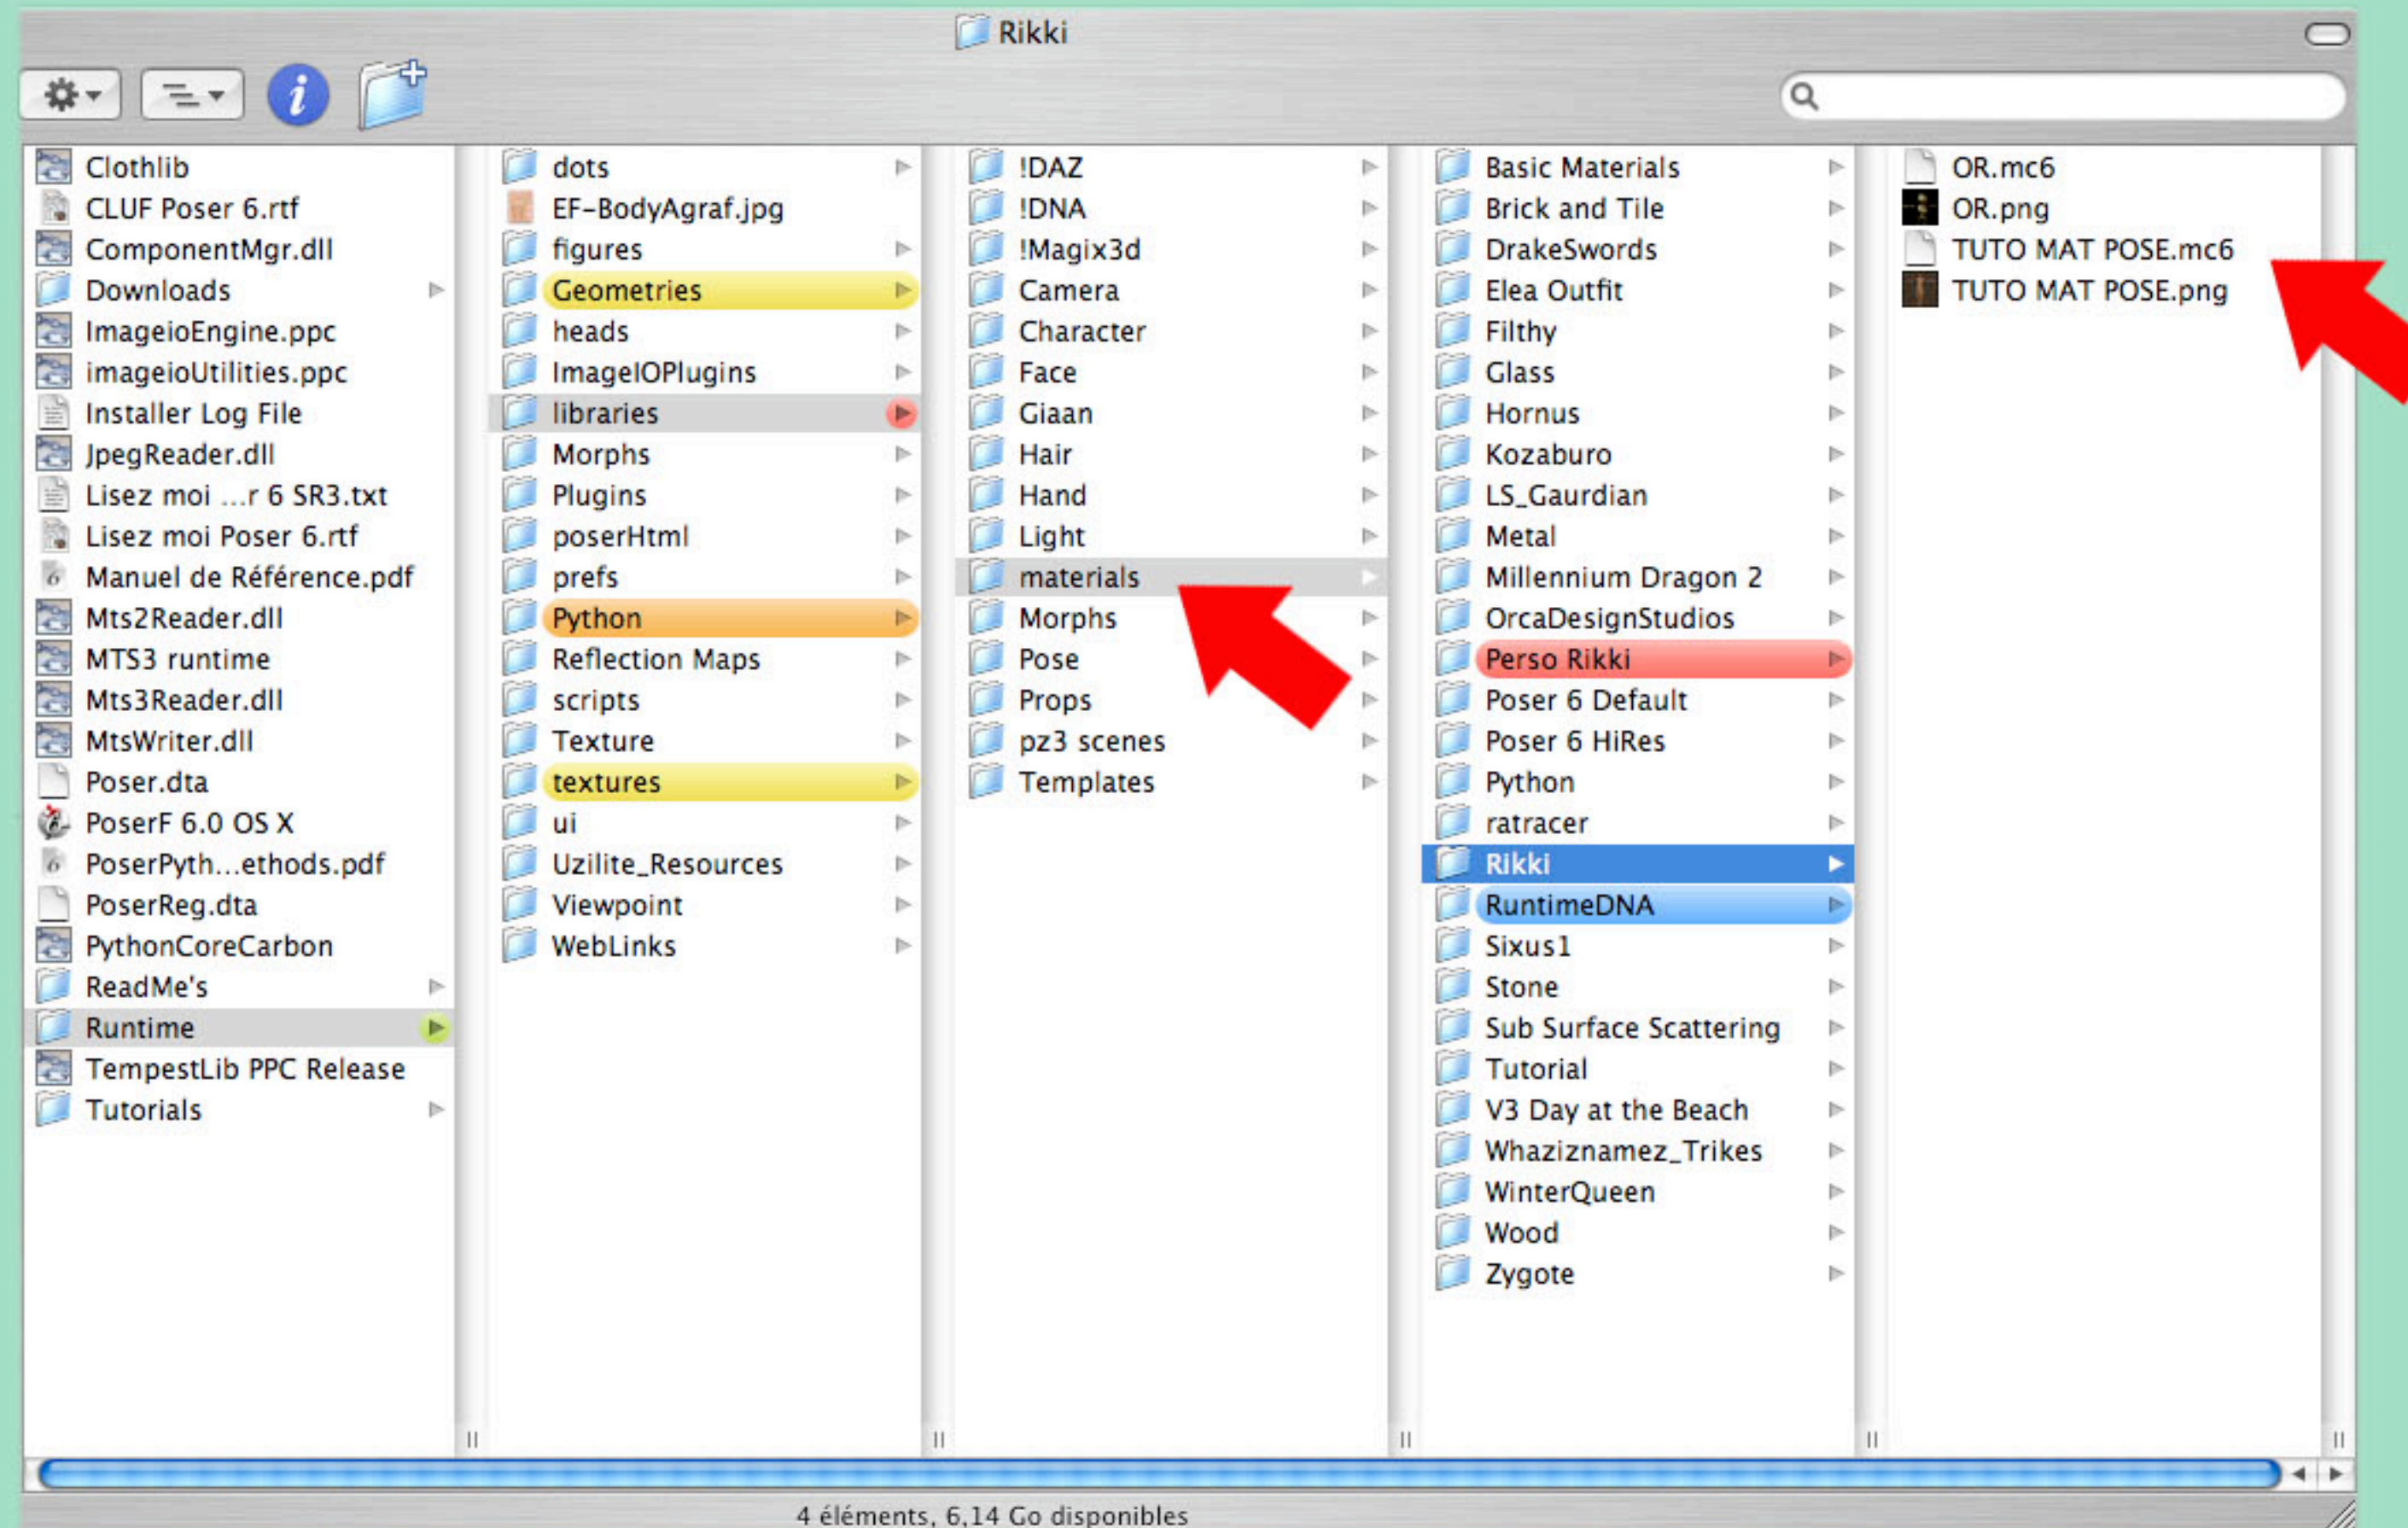 Rikki
Clothlib
CLUF Poser 6.rtf
ComponentMgr.dll
Downloads
ImageioEngine.ppc
imageioUtilities.ppc
Installer Log File
JpegReader.dll
Lisez moi ...r 6 SR3.txt
Lisez moi Poser 6.rtf
Manuel de Référence.pdf
Mts2Reader.dll
MTS3 runtime
Mts3Reader.dll
MtsWriter.dll
Poser.dta
PoserF 6.0 OS X
PoserPyth...ethods.pdf
PoserReg.dta
PythonCoreCarbon
ReadMe's
Runtime
TempestLib PPC Release
Tutorials
dots
EF-BodyAgraf.jpg
figures
Geometries
heads
ImageIOPlugins
libraries
Morphs
Plugins
poserHtml
prefs
Python
Reflection Maps
scripts
Texture
textures
ui
Uzilite_Resources
Viewpoint
WebLinks
!DAZ
!DNA
!Magix3d
Camera
Character
Face
Giaan
Hair
Hand
Light
materials
Morphs
Pose
Props
pz3 scenes
Templates
Basic Materials
Brick and Tile
DrakeSwords
Elea Outfit
Filthy
Glass
Hornus
Kozaburo
LS_Gaurdian
Metal
Millennium Dragon 2
OrcaDesignStudios
Perso Rikki
Poser 6 Default
Poser 6 HiRes
Python
ratracer
Rikki
RuntimeDNA
Sixus1
Stone
Sub Surface Scattering
Tutorial
V3 Day at the Beach
Whaziznamez_Trikes
WinterQueen
Wood
Zygote
OR.mc6
OR.png
TUTO MAT POSE.mc6
TUTO MAT POSE.png
4 éléments, 6,14 Go disponibles